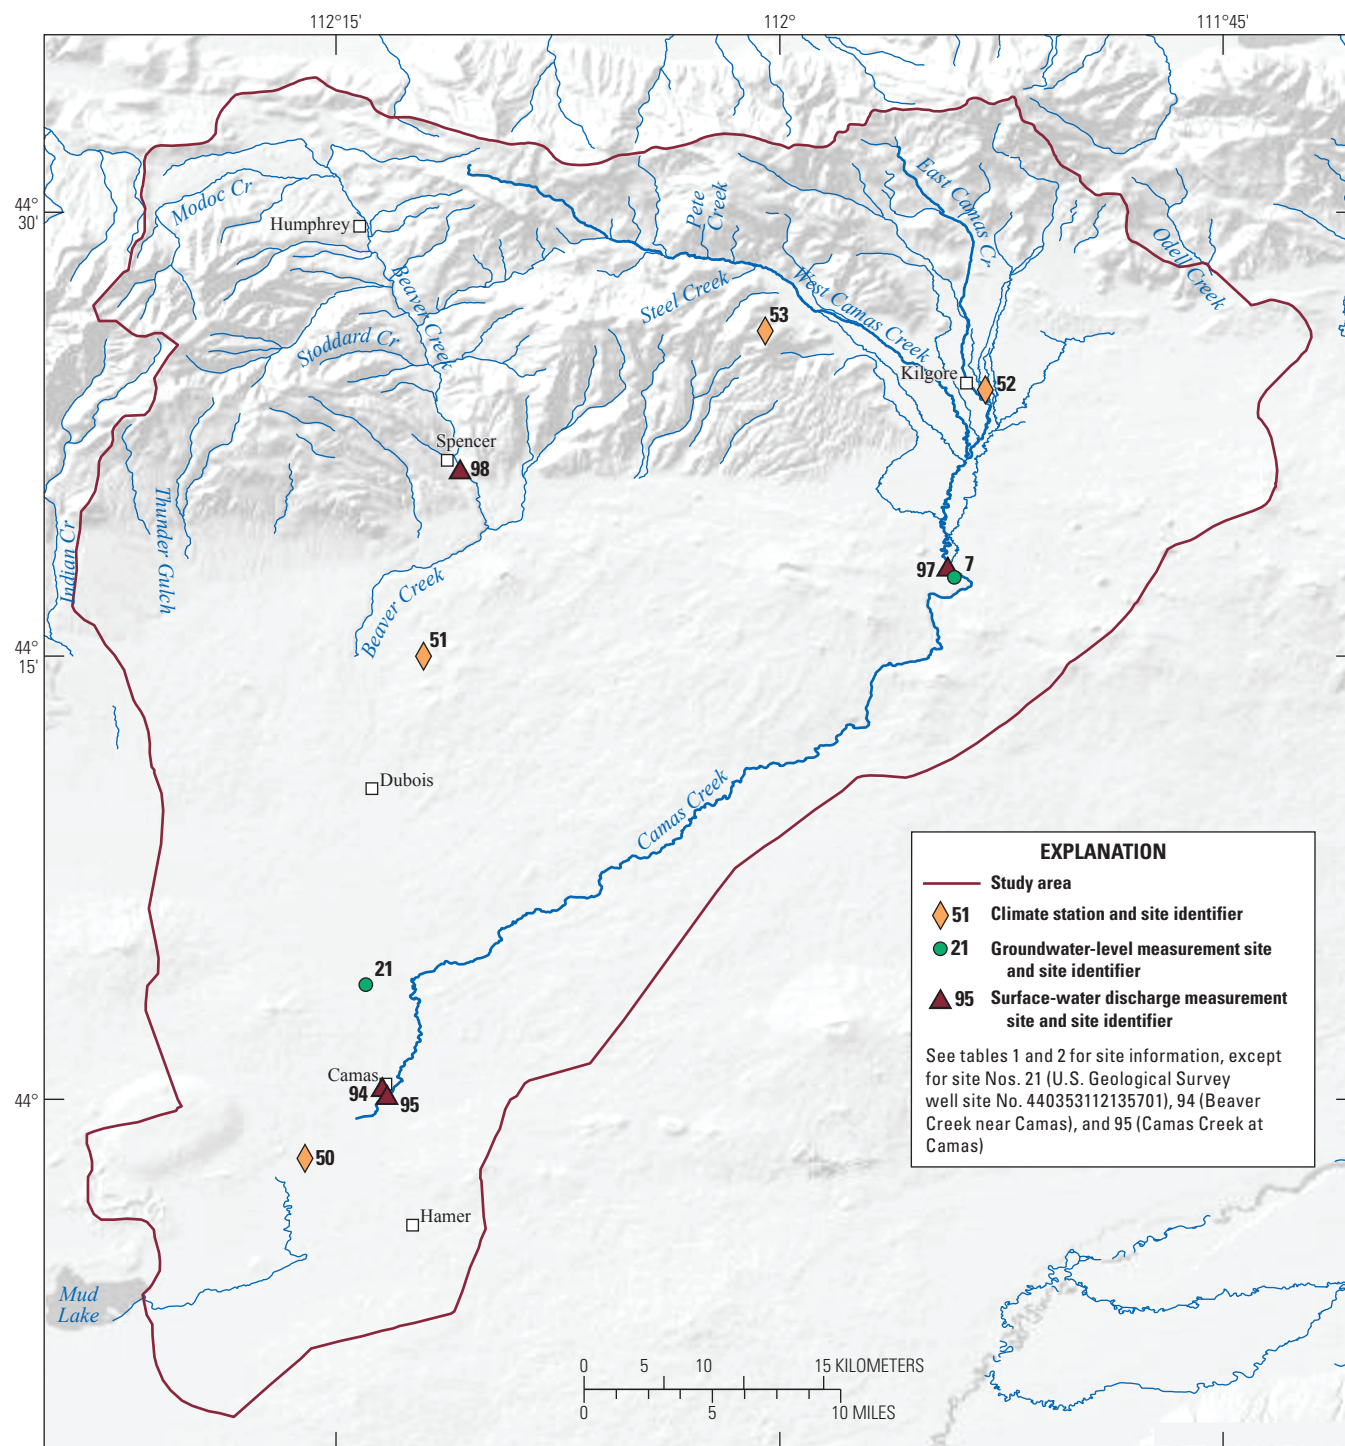 112°15'
112°
111°45'
44°
30'
Modoc Cr
Humphrey
Pete
Creek
East Camas Cr
Odell Creek
Beaver Creek
Steel Creek
West Camas Creek
53
Stoddard Cr
Kilgore
52
Spencer
98
Thunder Gulch
Indian Cr
97
7
Beaver Creek
51
44°
15'
Dubois
Camas Creek
21
Camas
94
95
44°
50
Hamer
Mud
Lake
EXPLANATION
Study area
51 Climate station and site identifier
21 Groundwater-level measurement site
and site identifier
95 Surface-water discharge measurement
site and site identifier
See tables 1 and 2 for site information, except
for site Nos. 21 (U.S. Geological Survey
well site No. 440353112135701), 94 (Beaver
Creek near Camas), and 95 (Camas Creek at
Camas)
0 5 10 15 KILOMETERS
0 5 10 MILES